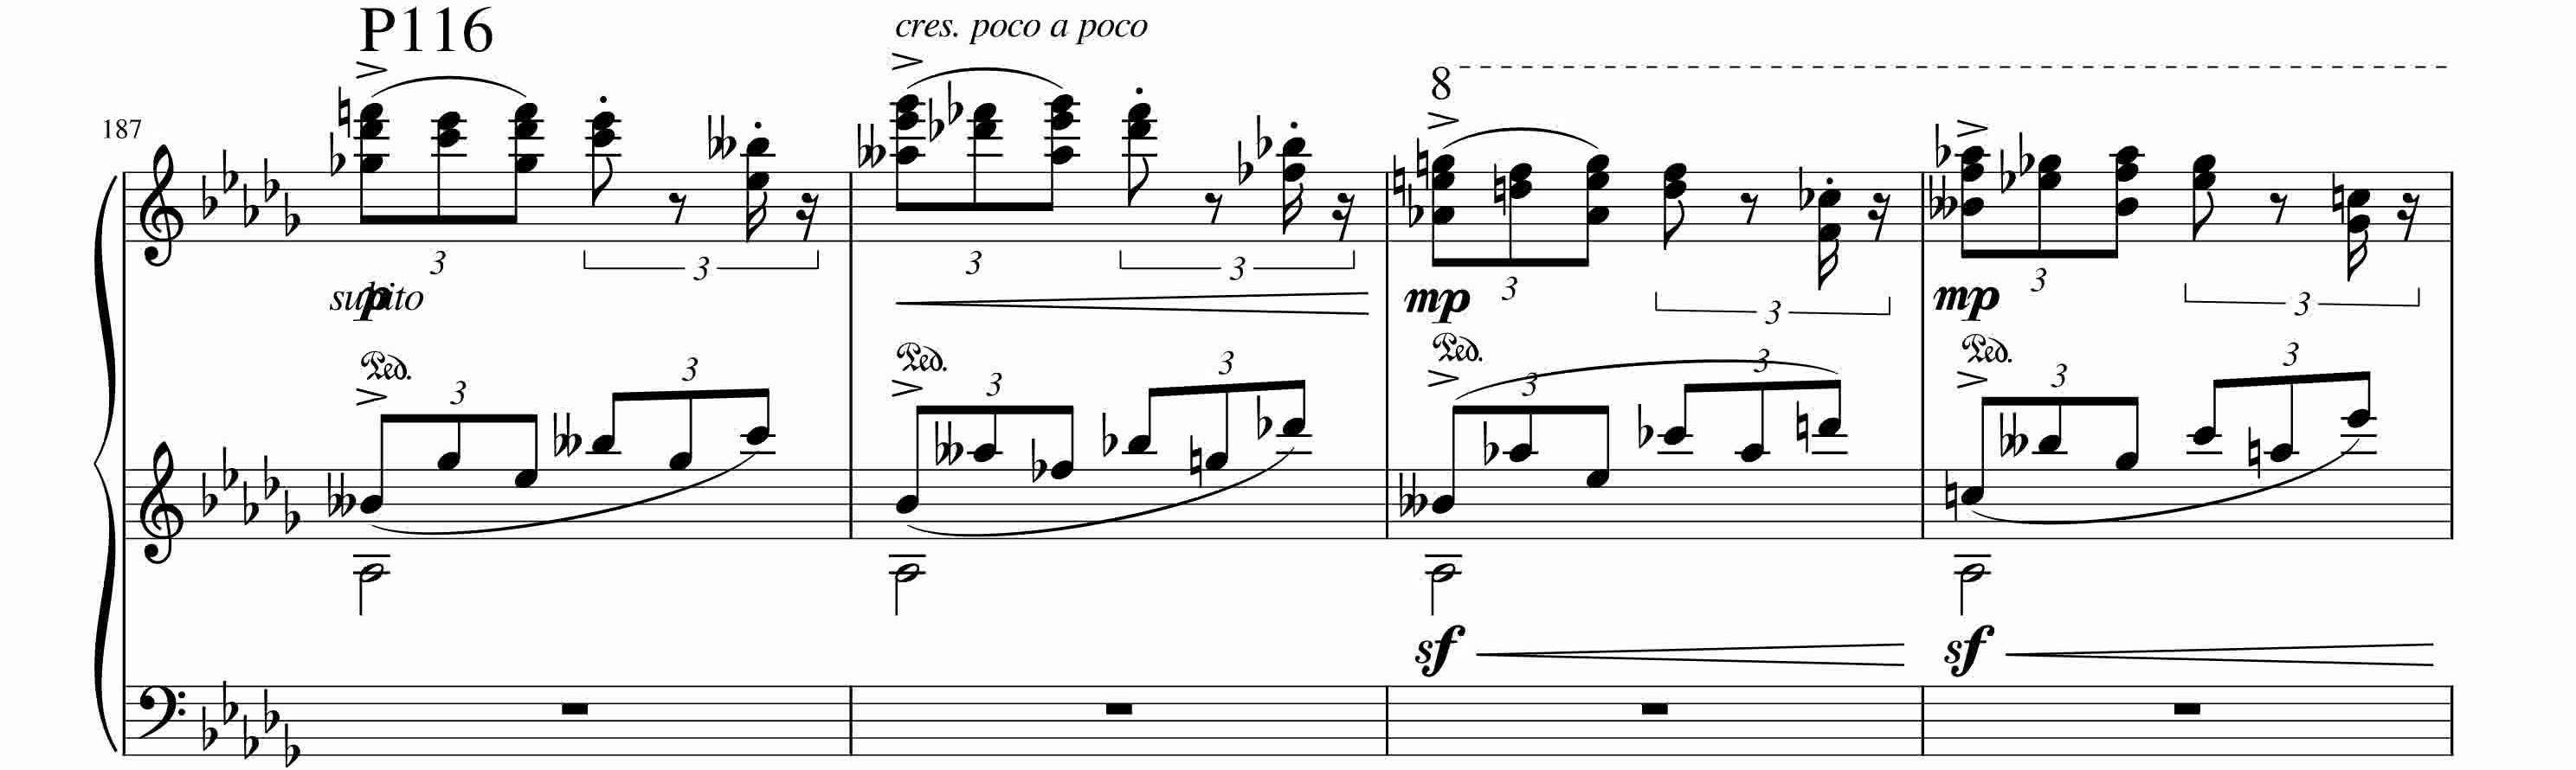 P116
cres. poco a poco
8
187
3 3 3 3 3 3 3 3
subito p mp mp
Ped. Ped. Ped. Ped.
3 3 3 3 3 3 3 3
sf sf